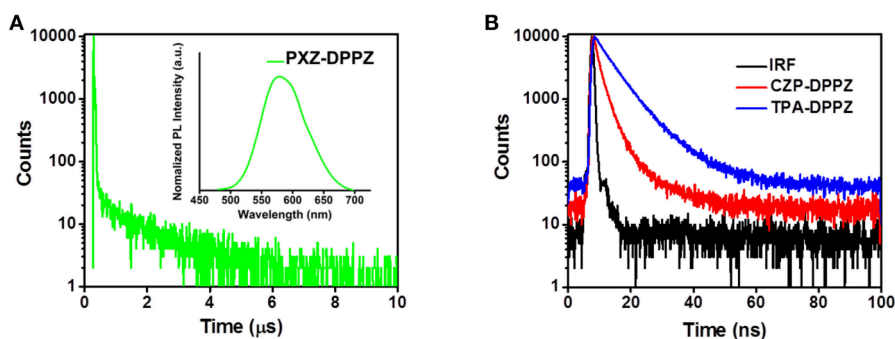 A
10000
1000
100
10
1
Counts
0
2
4
6
8
10
Time (μs)
PXZ-DPPZ
Nomalized PL Intensity (a.u.)
450
500
550
600
650
700
Wavelength (nm)
B
10000
1000
100
10
1
Counts
0
20
40
60
80
100
Time (ns)
IRF
CZP-DPPZ
TPA-DPPZ